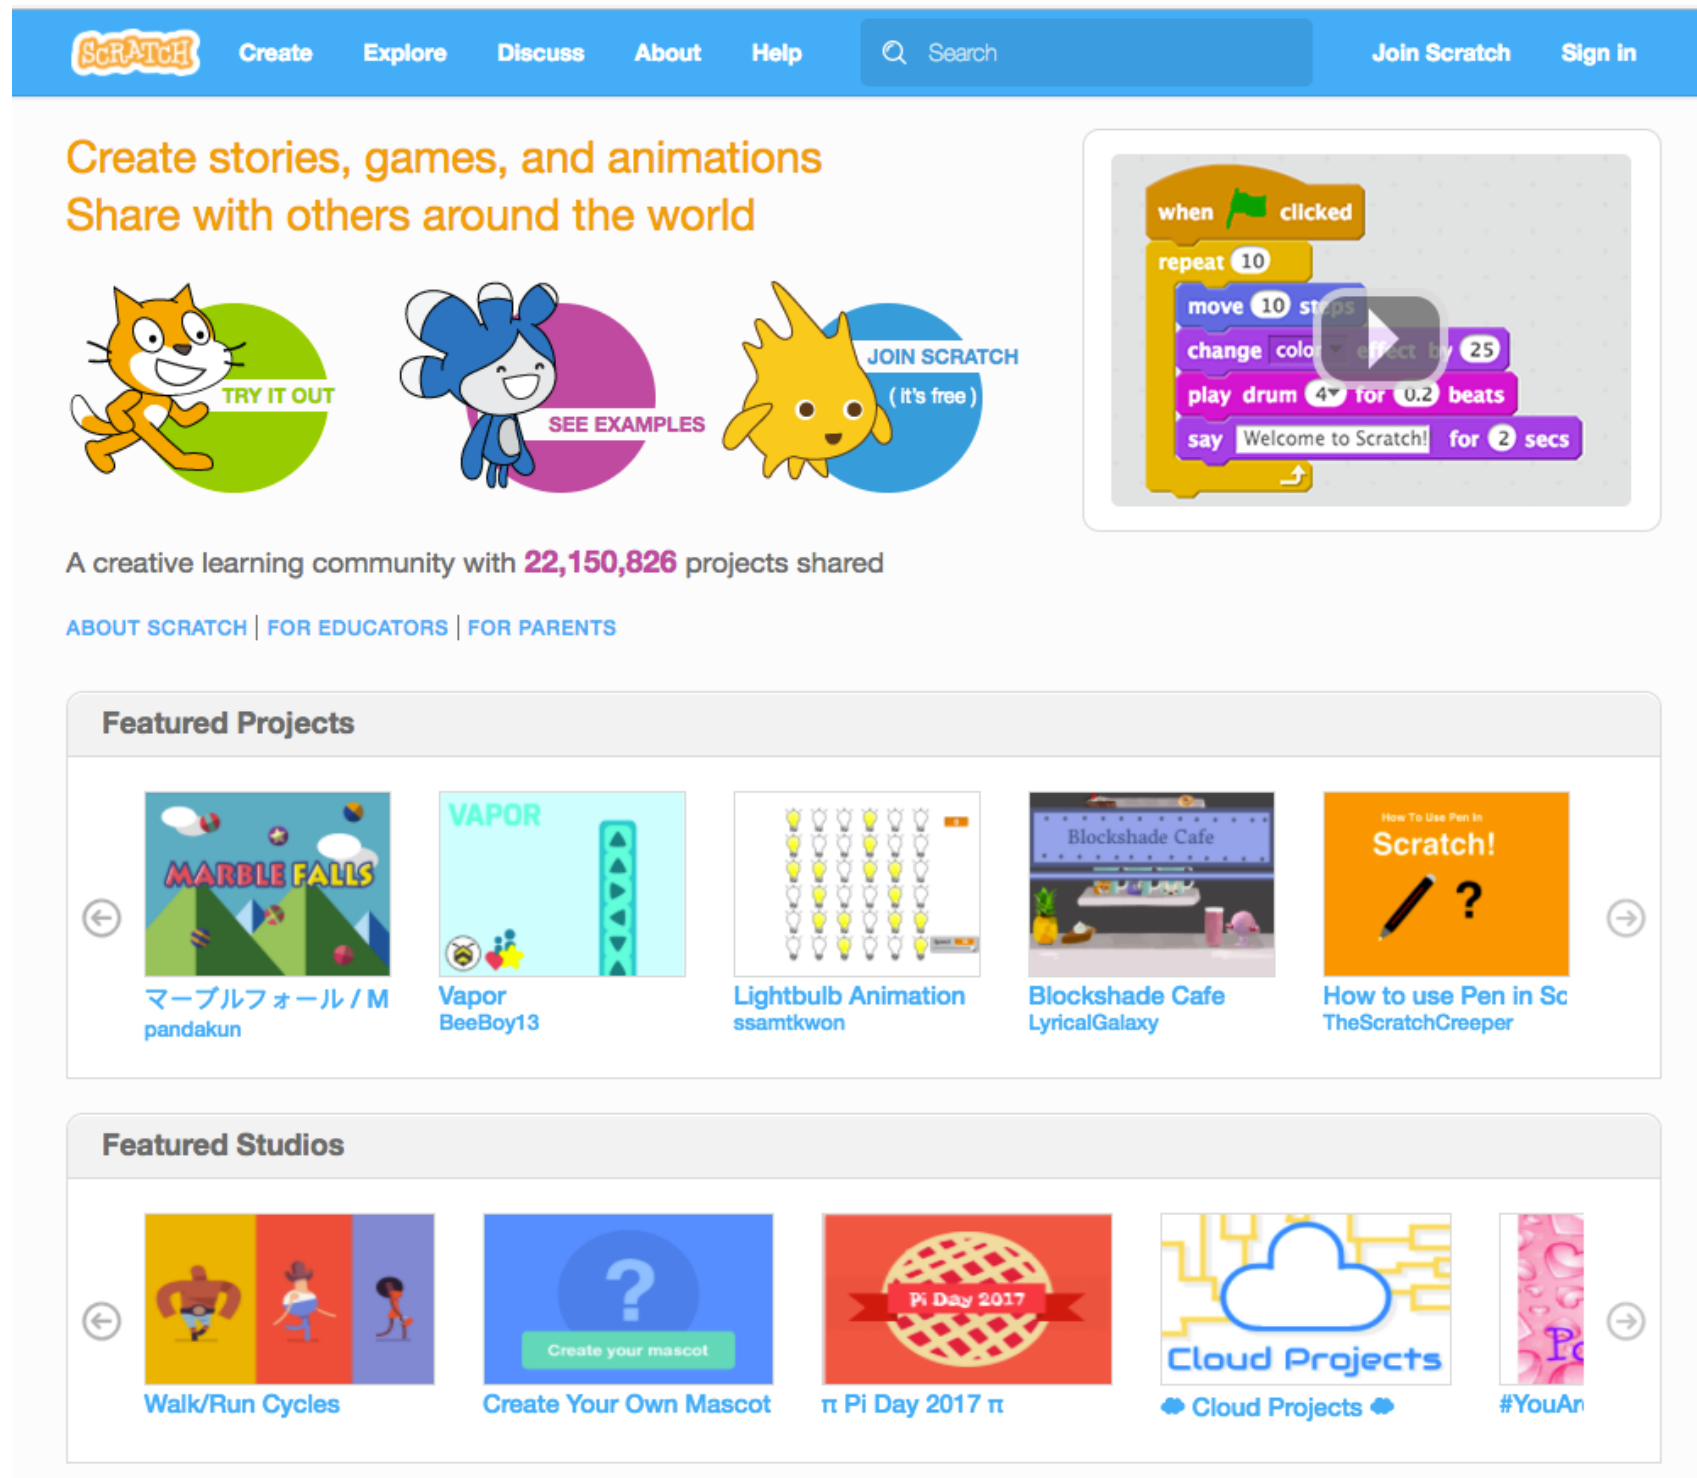 SCRATCH Create Explore Discuss About Help Search Join Scratch Sign in
Create stories, games, and animations
Share with others around the world
TRY IT OUT
SEE EXAMPLES
JOIN SCRATCH
( it's free )
when clicked
repeat 10
move 10 steps
change color effect by 25
play drum 4 for 0.2 beats
say Welcome to Scratch! for 2 secs
A creative learning community with 22,150,826 projects shared
ABOUT SCRATCH | FOR EDUCATORS | FOR PARENTS
Featured Projects
MARBLE FALLS
VAPOR
Blockshade Cafe
How To Use Pen in
Scratch!
?
マーブルフォール / M
pandakun
Vapor
BeeBoy13
Lightbulb Animation
ssamtkwon
Blockshade Cafe
LyricalGalaxy
How to use Pen in Sc
TheScratchCreeper
Featured Studios
?
Create your mascot
Pi Day 2017
Cloud Projects
Walk/Run Cycles
Create Your Own Mascot
π Pi Day 2017 π
Cloud Projects
#YouAr